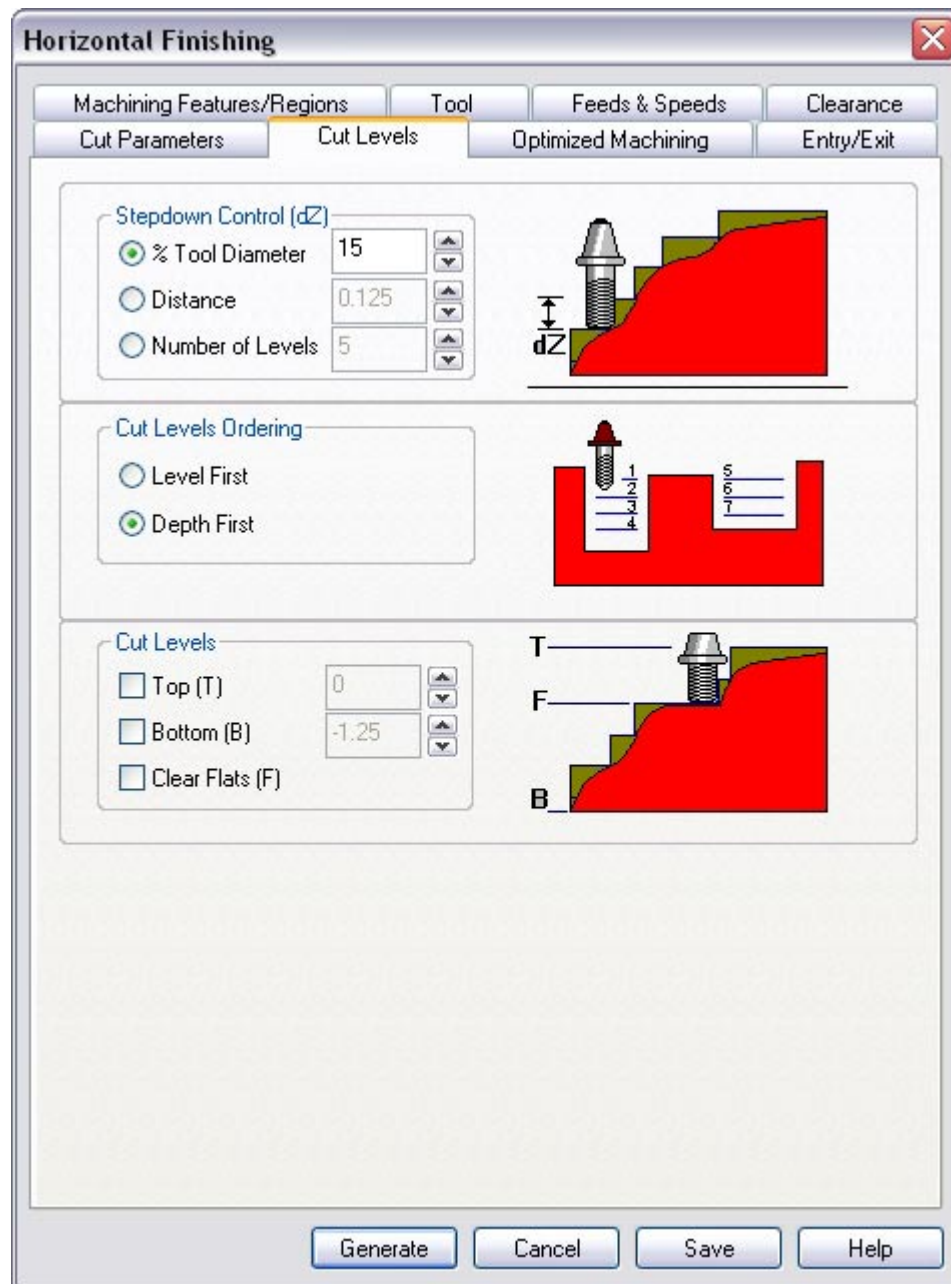 Horizontal Finishing
Machining Features/Regions Tool Feeds & Speeds Clearance
Cut Parameters Cut Levels Optimized Machining Entry/Exit
Stepdown Control (dZ)
% Tool Diameter 15
Distance 0.125
Number of Levels 5
dZ
Cut Levels Ordering
Level First
Depth First
1 5
2 6
3 7
4
Cut Levels
Top (T) 0
Bottom (B) -1.25
Clear Flats (F)
T
F
B
Generate Cancel Save Help